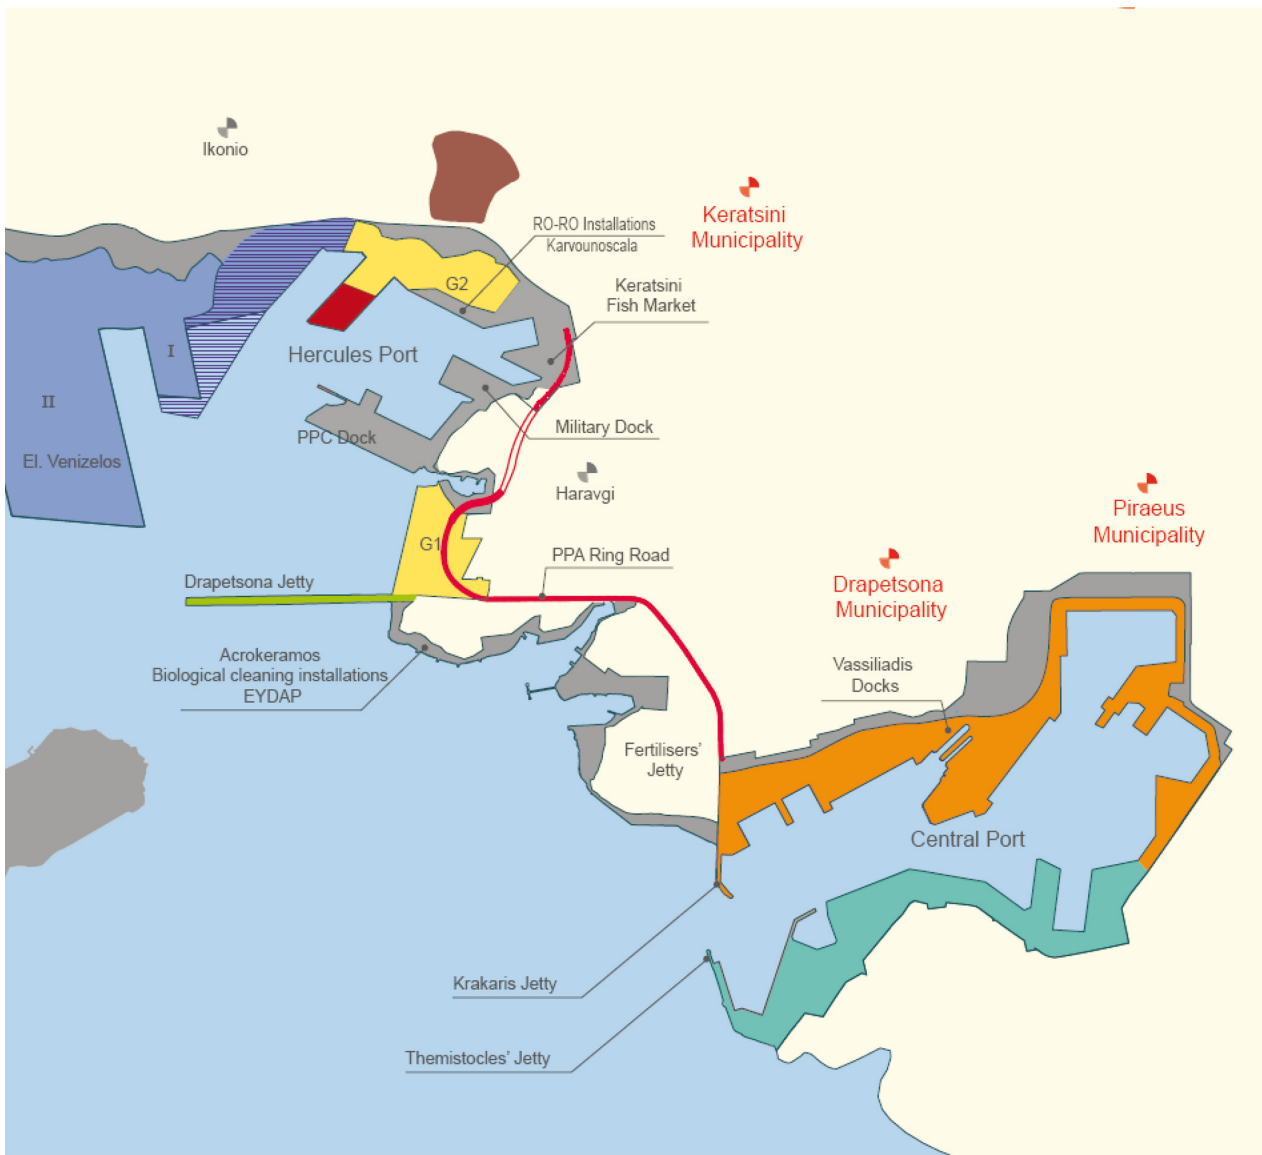 Ikonio
RO-RO Installations
Karvounoscala
Keratsini
Municipality
G2
Keratsini
Fish Market
I
Hercules Port
II
El. Venizelos
PPC Dock
Military Dock
Haravgi
Piraeus
Municipality
G1
PPA Ring Road
Drapetsona Jetty
Drapetsona
Municipality
Acrokeramos
Biological cleaning installations
EYDAP
Vassiliadis
Docks
Fertilisers’
Jetty
Central Port
Krakaris Jetty
Themistocles’ Jetty